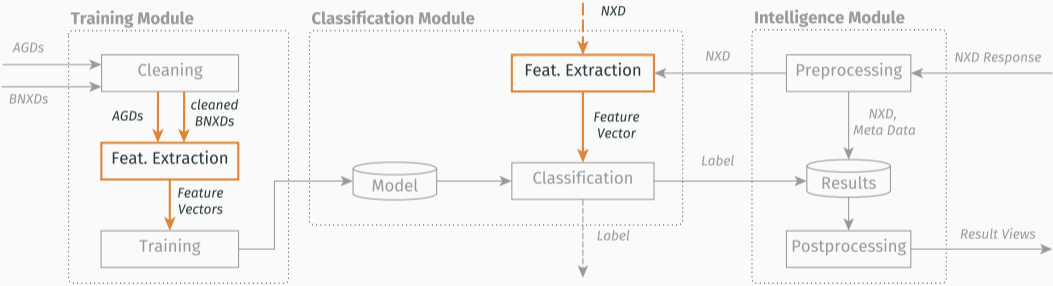 Training Module
AGDs
BNXDs
Cleaning
AGDs
cleaned
BNXDs
Feat. Extraction
Feature
Vectors
Training
Classification Module
NXD
Feat. Extraction
NXD
Feature
Vector
Model
Classification
Label
Label
Intelligence Module
Preprocessing
NXD Response
NXD,
Meta Data
Results
Postprocessing
Result Views